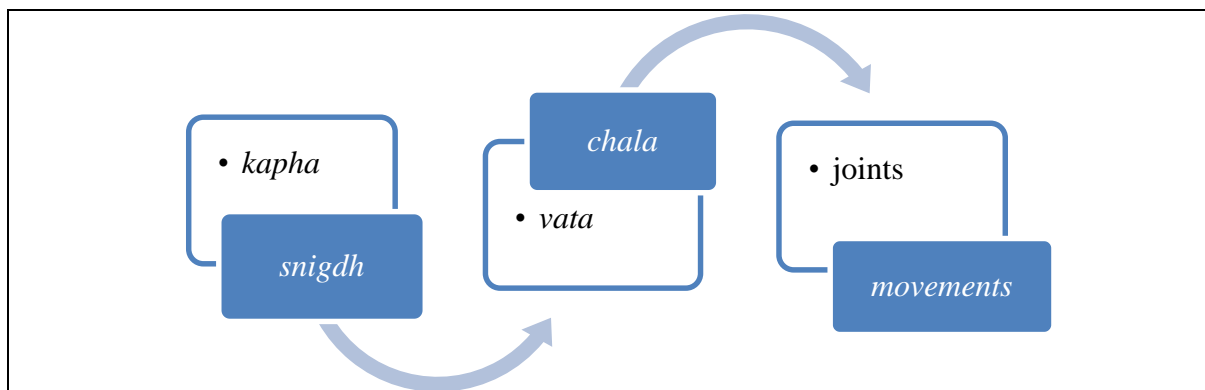 • kapha
snigdh
chala
• vata
• joints
movements